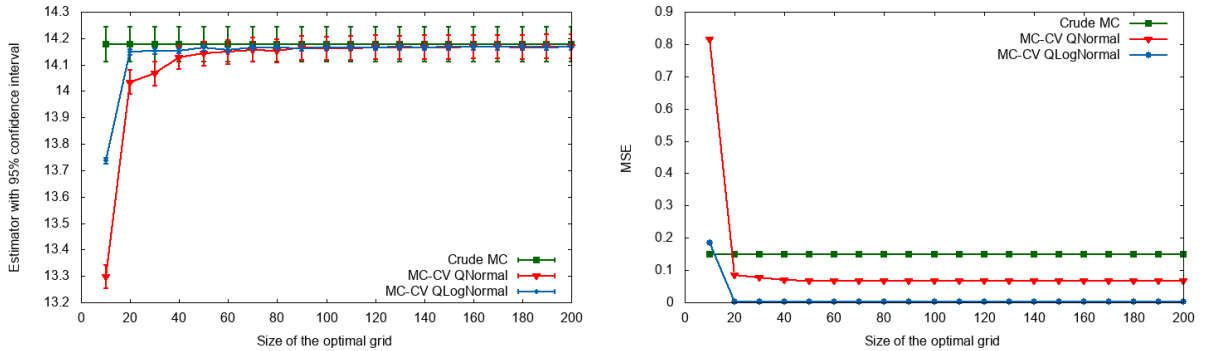 14.3
14.2
14.1
14
13.9
13.8
13.7
13.6
13.5
13.4
13.3
13.2
0 20 40 60 80 100 120 140 160 180 200
Estimator with 95% confidence interval
Size of the optimal grid
Crude MC
MC-CV QNormal
MC-CV QLogNormal
0.9
0.8
0.7
0.6
0.5
0.4
0.3
0.2
0.1
0
0 20 40 60 80 100 120 140 160 180 200
MSE
Size of the optimal grid
Crude MC
MC-CV QNormal
MC-CV QLogNormal